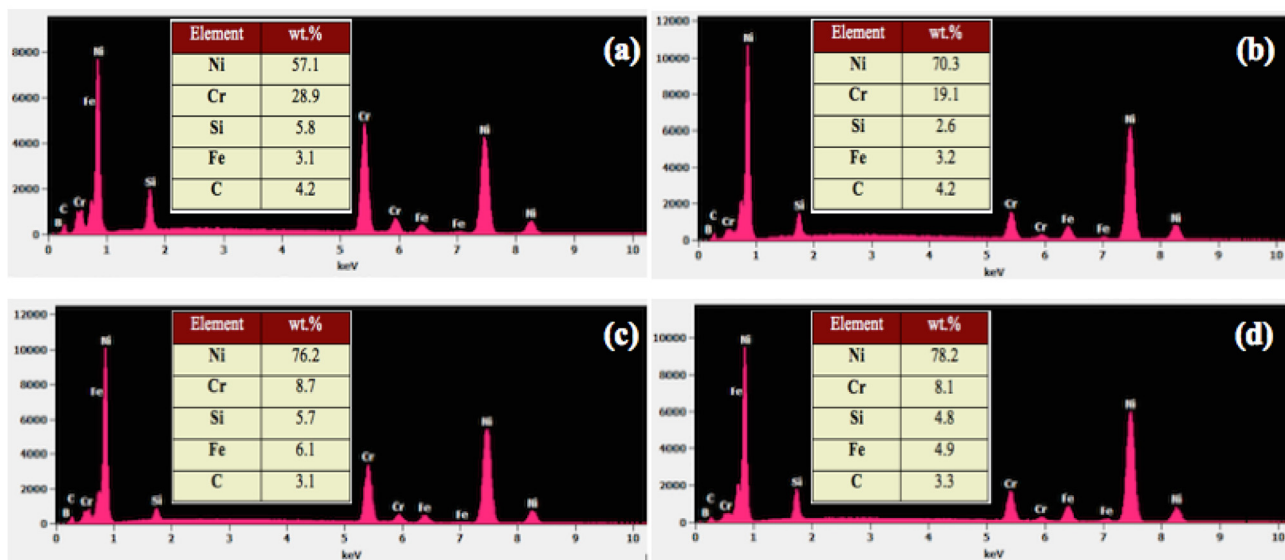 (a)
Element wt.%
Ni 57.1
Cr 28.9
Si 5.8
Fe 3.1
C 4.2
8000
6000
4000
2000
0
B C Cr Fe Ni Si Cr Cr Fe Fe Ni Ni
0 1 2 3 4 5 6 7 8 9 10
keV
(b)
Element wt.%
Ni 70.3
Cr 19.1
Si 2.6
Fe 3.2
C 4.2
12000
10000
8000
6000
4000
2000
0
B C Cr Ni Si Cr Cr Fe Fe Ni Ni
0 1 2 3 4 5 6 7 8 9 10
keV
(c)
Element wt.%
Ni 76.2
Cr 8.7
Si 5.7
Fe 6.1
C 3.1
12000
10000
8000
6000
4000
2000
0
B C Cr Fe Ni Si Cr Cr Fe Fe Ni Ni
0 1 2 3 4 5 6 7 8 9 10
keV
(d)
Element wt.%
Ni 78.2
Cr 8.1
Si 4.8
Fe 4.9
C 3.3
10000
8000
6000
4000
2000
0
B C Cr Fe Ni Si Cr Cr Fe Fe Ni Ni
0 1 2 3 4 5 6 7 8 9 10
keV